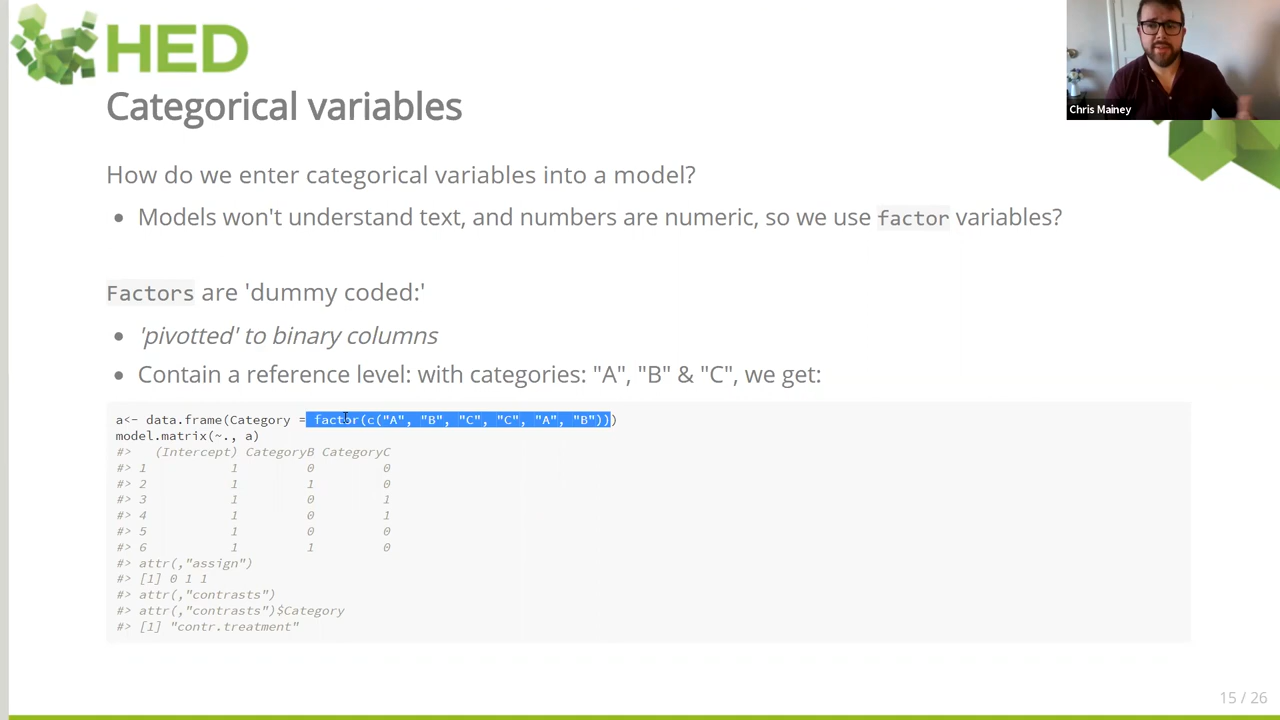 HED
Chris Mainey
Categorical variables
How do we enter categorical variables into a model?
• Models won't understand text, and numbers are numeric, so we use factor variables?
Factors are 'dummy coded:'
• 'pivotted' to binary columns
• Contain a reference level: with categories: "A", "B" & "C", we get:
a<- data.frame(Category = factor(c("A", "B", "C", "C", "A", "B")))
model.matrix(~., a)
#>   (Intercept) CategoryB CategoryC
#> 1           1         0         0
#> 2           1         1         0
#> 3           1         0         1
#> 4           1         0         1
#> 5           1         0         0
#> 6           1         1         0
#> attr(,"assign")
#> [1] 0 1 1
#> attr(,"contrasts")
#> attr(,"contrasts")$Category
#> [1] "contr.treatment"
15 / 26